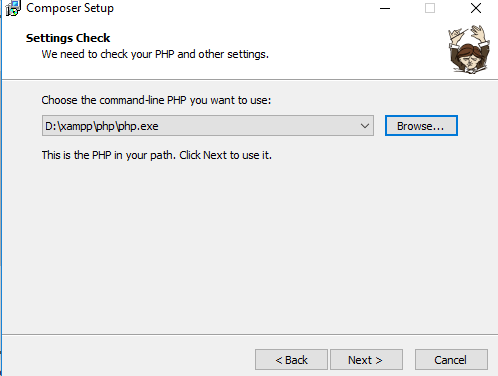 Composer Setup
Settings Check
We need to check your PHP and other settings.
Choose the command-line PHP you want to use:
D:\xampp\php\php.exe
Browse...
This is the PHP in your path. Click Next to use it.
< Back
Next >
Cancel